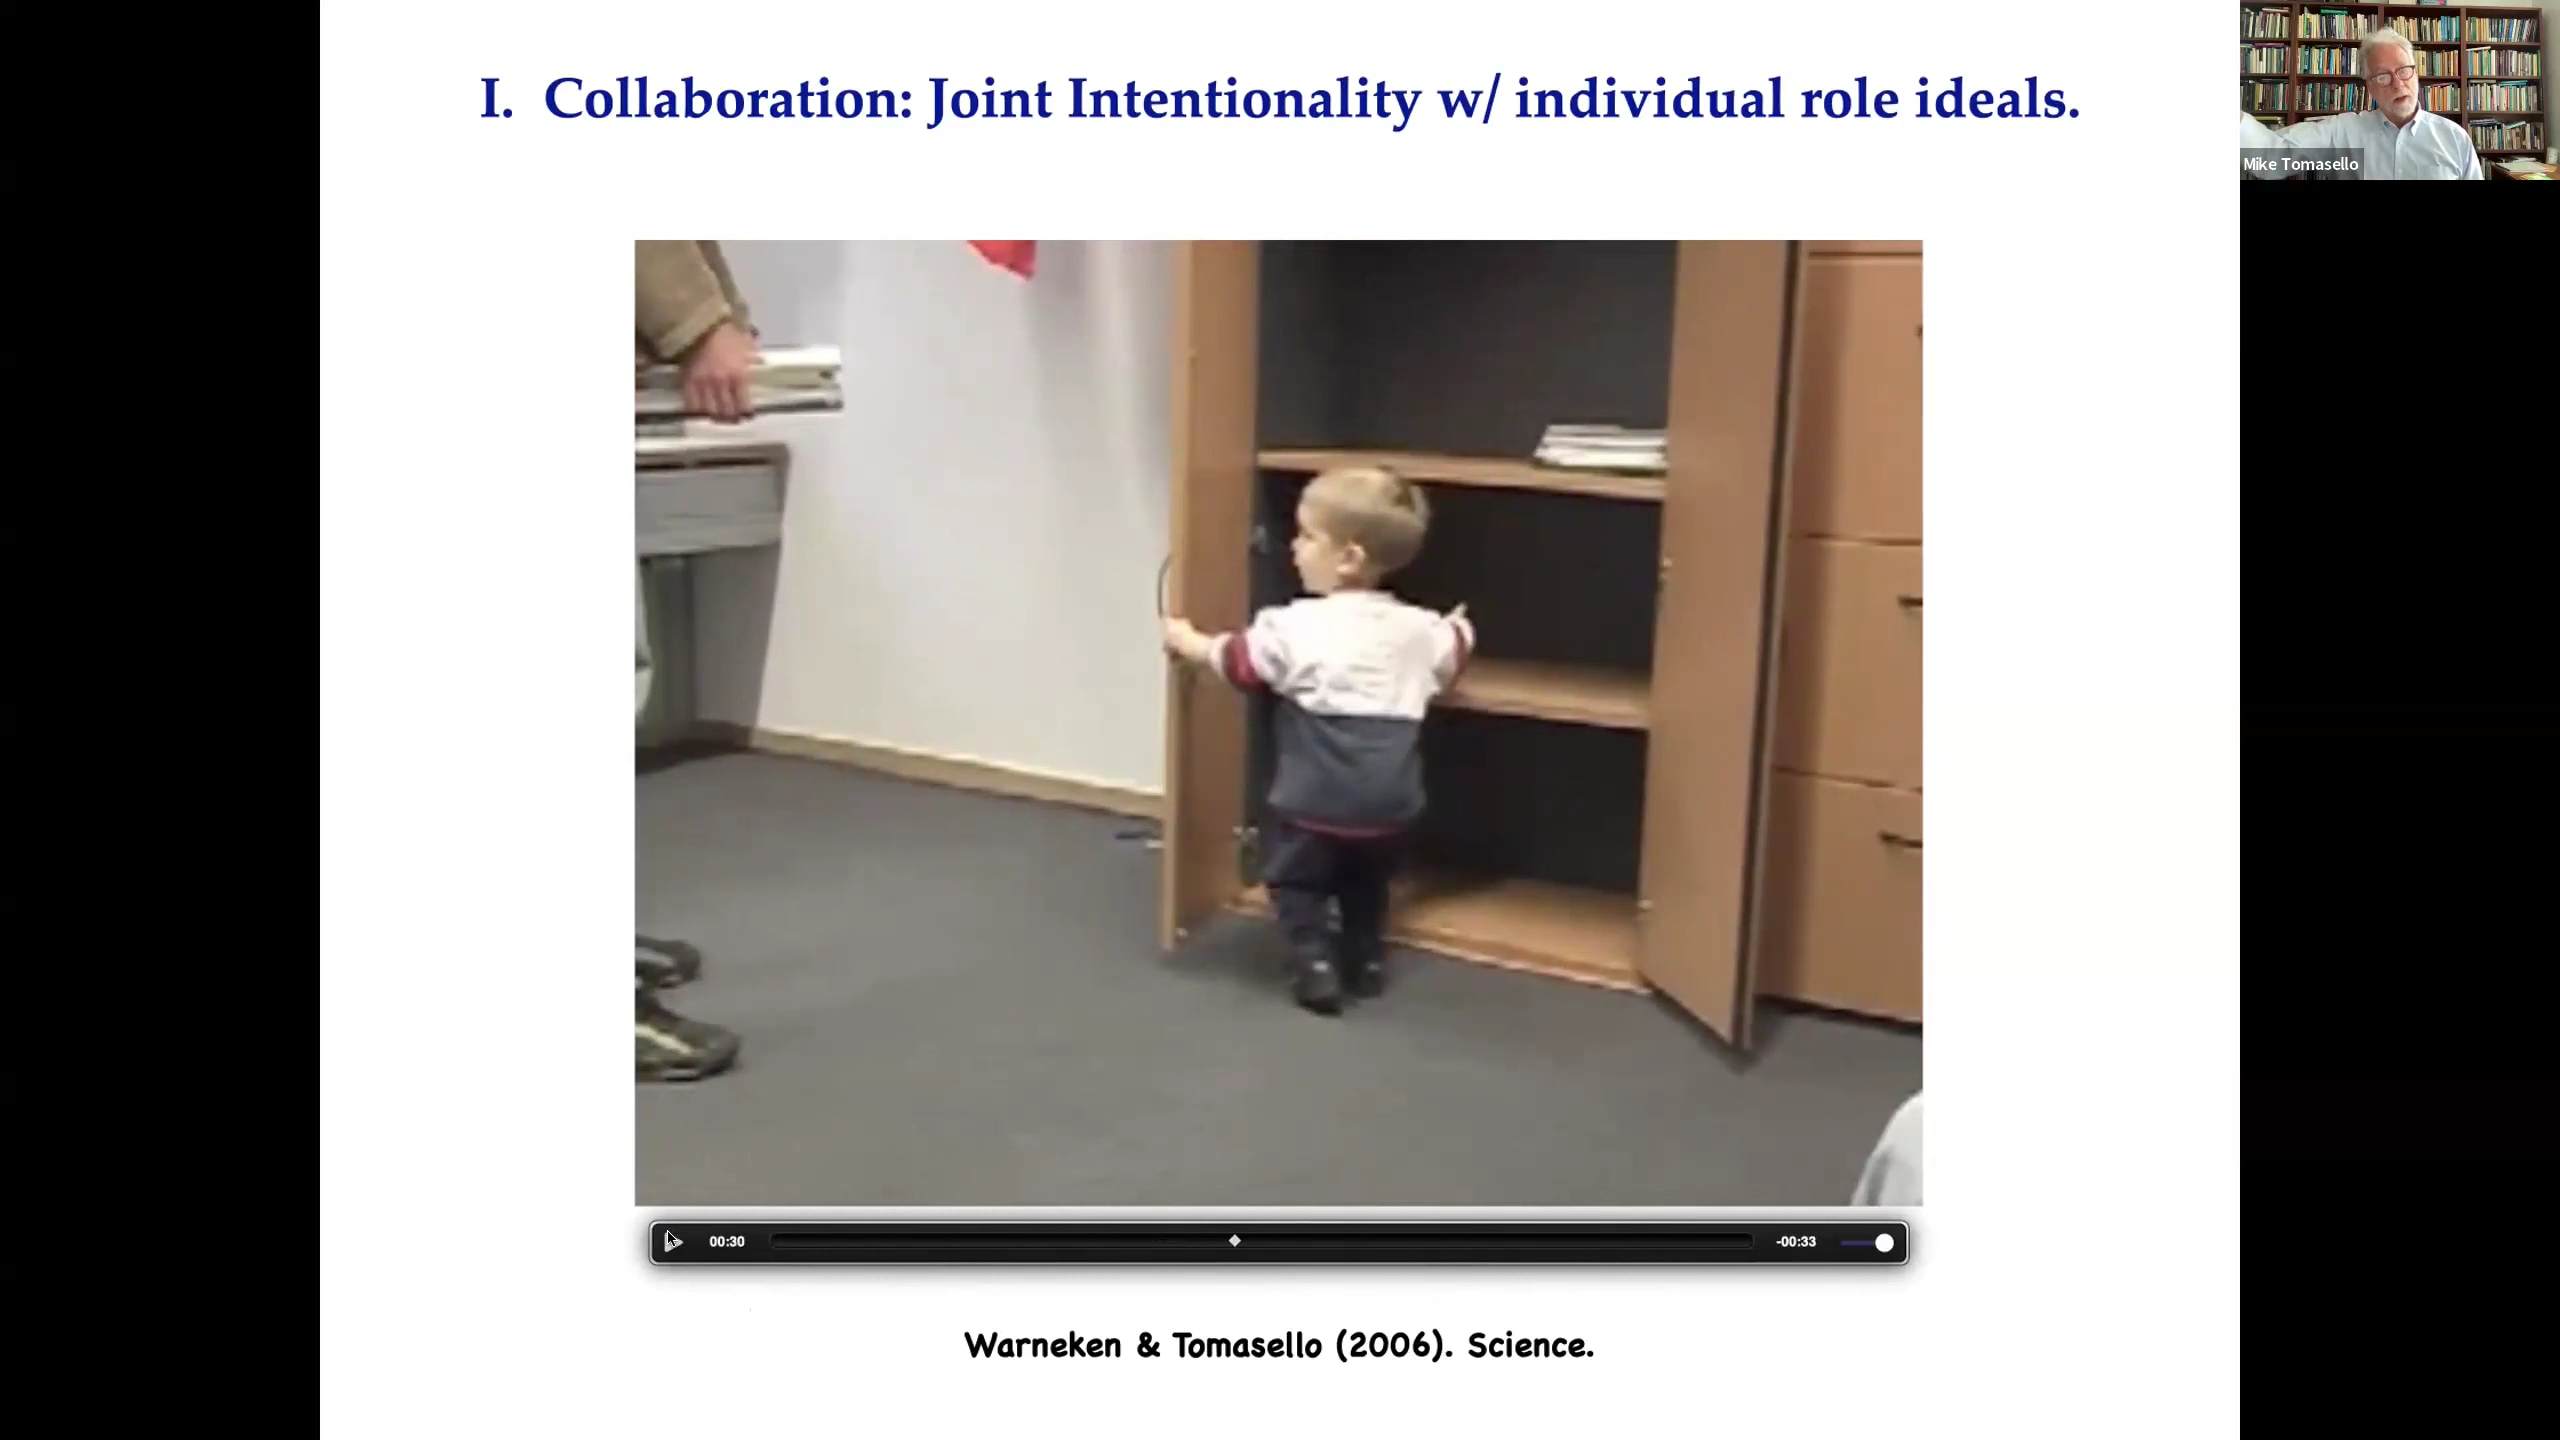 I. Collaboration: Joint Intentionality w/ individual role ideals.
Mike Tomasello
00:30
-00:33
Warneken & Tomasello (2006). Science.